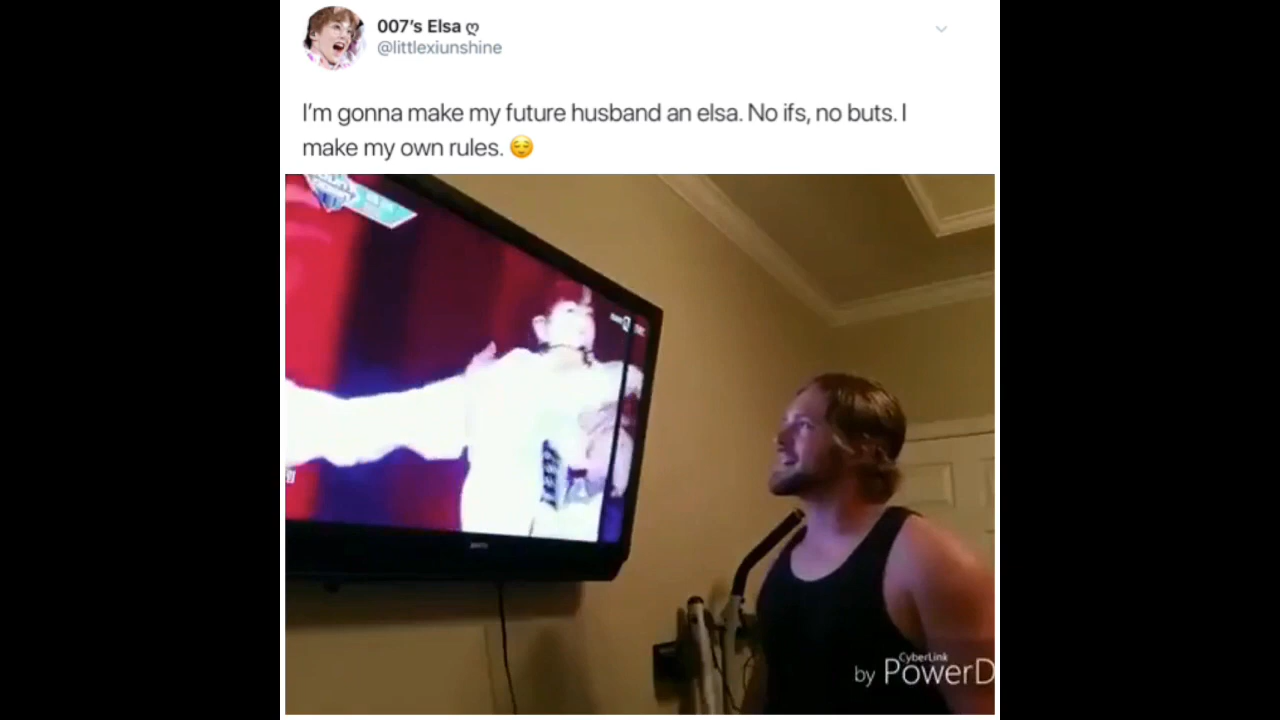 007's Elsa ღ
@littlexiunshine
I'm gonna make my future husband an elsa. No ifs, no buts. I
make my own rules. 😌
CyberLink
by PowerD